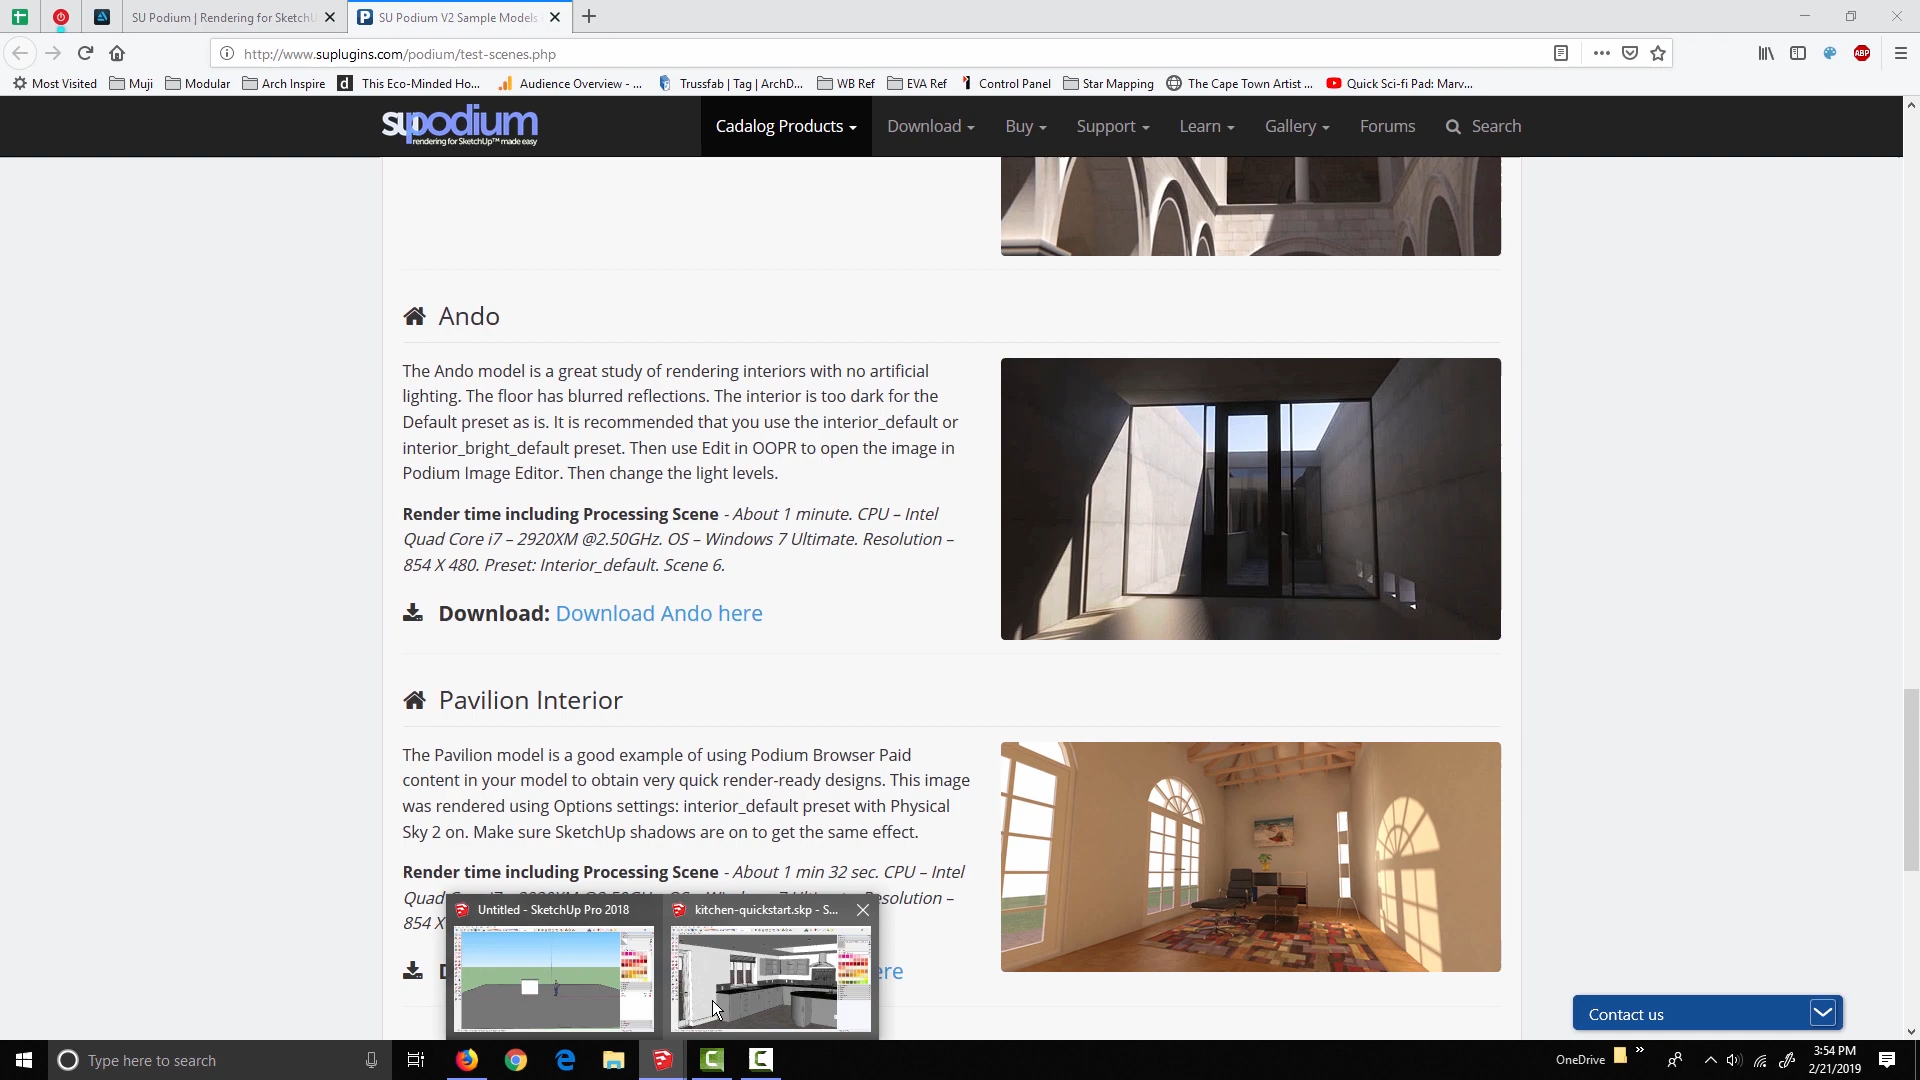 SU Podium | Rendering for SketchU
SU Podium V2 Sample Models
http://www.suplugins.com/podium/test-scenes.php
ABP
Most Visited
Muji
Modular
Arch Inspire
d
This Eco-Minded Ho...
Audience Overview - ...
Trussfab | Tag | ArchD...
WB Ref
EVA Ref
Control Panel
Star Mapping
The Cape Town Artist ...
Quick Sci-fi Pad: Marv...
supodium
rendering for SketchUp™ made easy
Cadalog Products
Download
Buy
Support
Learn
Gallery
Forums
Search
Ando
The Ando model is a great study of rendering interiors with no artificial
lighting. The floor has blurred reflections. The interior is too dark for the
Default preset as is. It is recommended that you use the interior_default or
interior_bright_default preset. Then use Edit in OOPR to open the image in
Podium Image Editor. Then change the light levels.
Render time including Processing Scene - About 1 minute. CPU – Intel
Quad Core i7 – 2920XM @2.50GHz. OS – Windows 7 Ultimate. Resolution –
854 X 480. Preset: Interior_default. Scene 6.
Download: Download Ando here
Pavilion Interior
The Pavilion model is a good example of using Podium Browser Paid
content in your model to obtain very quick render-ready designs. This image
was rendered using Options settings: interior_default preset with Physical
Sky 2 on. Make sure SketchUp shadows are on to get the same effect.
Render time including Processing Scene - About 1 min 32 sec. CPU – Intel
Quad
esolution –
854 X
ere
Untitled - SketchUp Pro 2018
kitchen-quickstart.skp - S...
Contact us
Type here to search
OneDrive
3:54 PM
2/21/2019